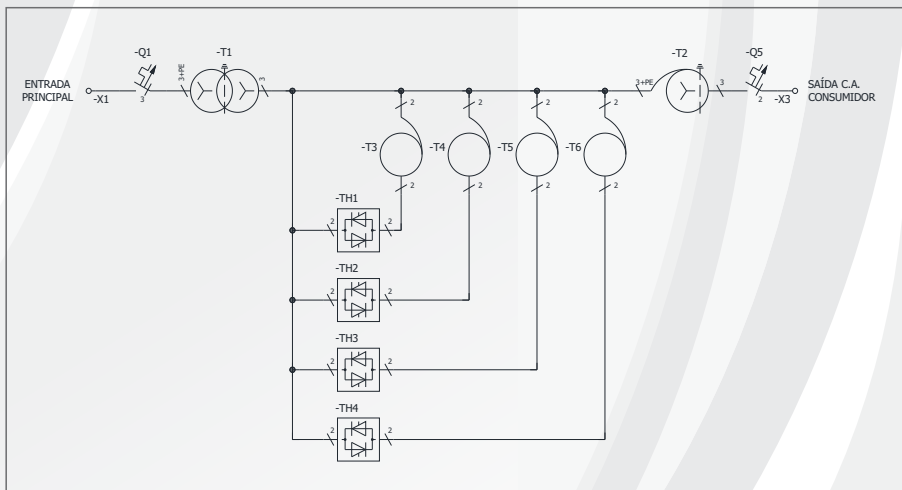 -Q1
-T1
-T2
-Q5
ENTRADA
PRINCIPAL
-X1
3
3+PE
3
3+PE
3
2
-X3
SAÍDA C.A.
CONSUMIDOR
2
2
2
2
-T3
-T4
-T5
-T6
2
2
2
2
-TH1
2
2
-TH2
2
2
-TH3
2
2
-TH4
2
2